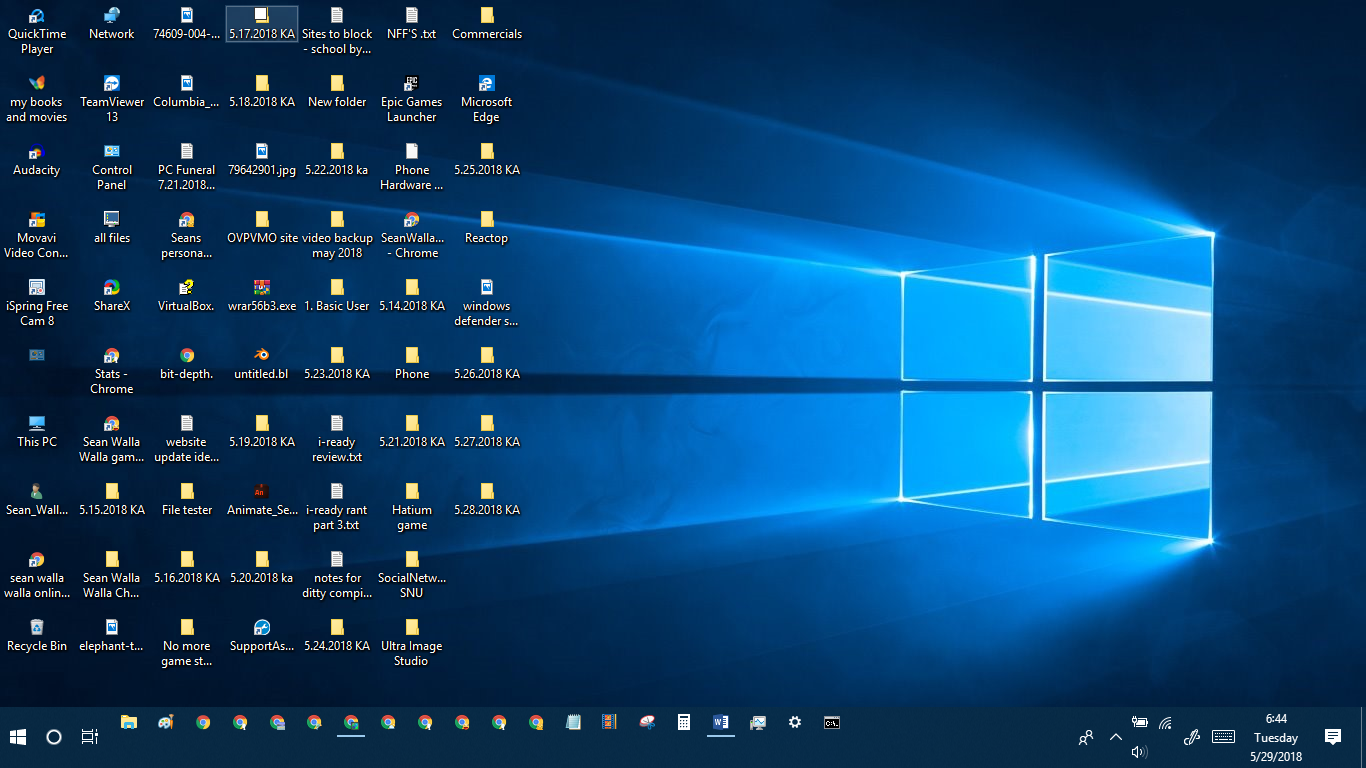 QuickTime
Player
Network
74609-004-...
5.17.2018 KA
Sites to block
- school by...
NFF'S .txt
Commercials
my books
and movies
TeamViewer
13
Columbia_...
5.18.2018 KA
New folder
EPIC
Epic Games
Launcher
Microsoft
Edge
Audacity
Control
Panel
PC Funeral
7.21.2018...
79642901.jpg
5.22.2018 ka
Phone
Hardware ...
5.25.2018 KA
Movavi
Video Con...
all files
Seans
persona...
OVPVMO site
video backup
may 2018
SeanWalla...
- Chrome
Reactop
iSpring Free
Cam 8
ShareX
VirtualBox.
wrar56b3.exe
1. Basic User
5.14.2018 KA
windows
defender s...
Stats -
Chrome
bit-depth.
untitled.bl
5.23.2018 KA
Phone
5.26.2018 KA
This PC
Sean Walla
Walla gam...
website
update ide...
5.19.2018 KA
i-ready
review.txt
5.21.2018 KA
5.27.2018 KA
Sean_Wall...
5.15.2018 KA
File tester
An
Animate_Se...
i-ready rant
part 3.txt
Hatium
game
5.28.2018 KA
sean walla
walla onlin...
Sean Walla
Walla Ch...
5.16.2018 KA
5.20.2018 ka
notes for
ditty compi...
SocialNetw...
SNU
Recycle Bin
elephant-t...
No more
game st...
SupportAs...
5.24.2018 KA
Ultra Image
Studio
W
C:\
6:44
Tuesday
5/29/2018